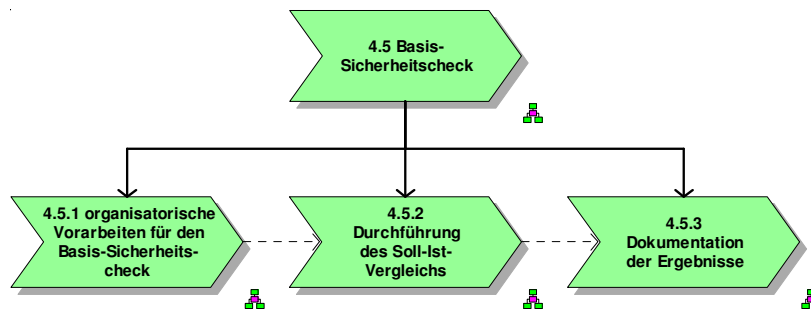 4.5 Basis-
Sicherheitscheck
4.5.1 organisatorische
Vorarbeiten für den
Basis-Sicherheits-
check
4.5.2
Durchführung
des Soll-Ist-
Vergleichs
4.5.3
Dokumentation
der Ergebnisse